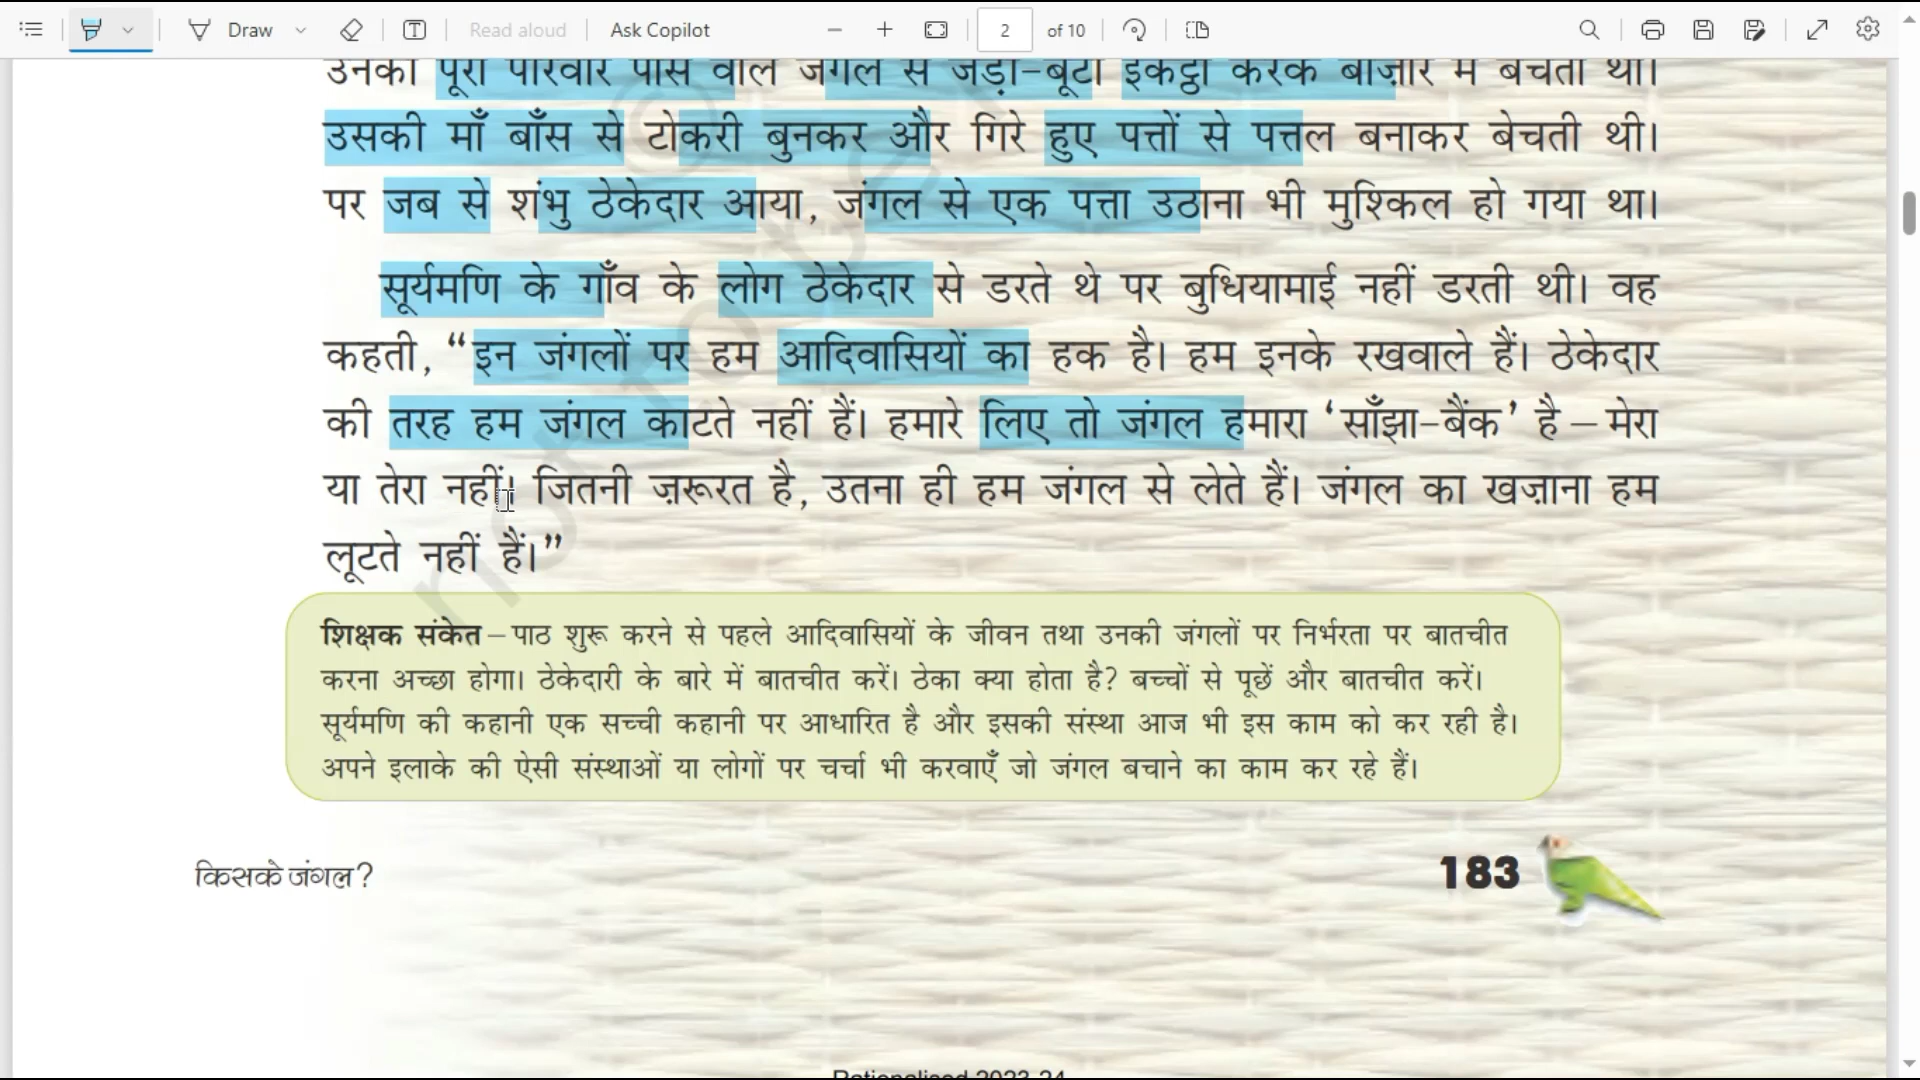 Draw
Read aloud
Ask Copilot
2
of 10
उनका पूरा परिवार पास वाले जंगल से जड़ी-बूटी इकट्ठी करके बाज़ार में बेचता था।
उसकी माँ बाँस से टोकरी बुनकर और गिरे हुए पत्तों से पत्तल बनाकर बेचती थी।
पर जब से शंभु ठेकेदार आया, जंगल से एक पत्ता उठाना भी मुश्किल हो गया था।
सूर्यमणि के गाँव के लोग ठेकेदार से डरते थे पर बुधियामाई नहीं डरती थी। वह
कहती, “इन जंगलों पर हम आदिवासियों का हक है। हम इनके रखवाले हैं। ठेकेदार
की तरह हम जंगल काटते नहीं हैं। हमारे लिए तो जंगल हमारा ‘साँझा-बैंक’ है – मेरा
या तेरा नहीं। जितनी ज़रूरत है, उतना ही हम जंगल से लेते हैं। जंगल का खज़ाना हम
लूटते नहीं हैं।”
शिक्षक संकेत – पाठ शुरू करने से पहले आदिवासियों के जीवन तथा उनकी जंगलों पर निर्भरता पर बातचीत
करना अच्छा होगा। ठेकेदारी के बारे में बातचीत करें। ठेका क्या होता है? बच्चों से पूछें और बातचीत करें।
सूर्यमणि की कहानी एक सच्ची कहानी पर आधारित है और इसकी संस्था आज भी इस काम को कर रही है।
अपने इलाके की ऐसी संस्थाओं या लोगों पर चर्चा भी करवाएँ जो जंगल बचाने का काम कर रहे हैं।
किसके जंगल?
183
Rationalised 2023-24